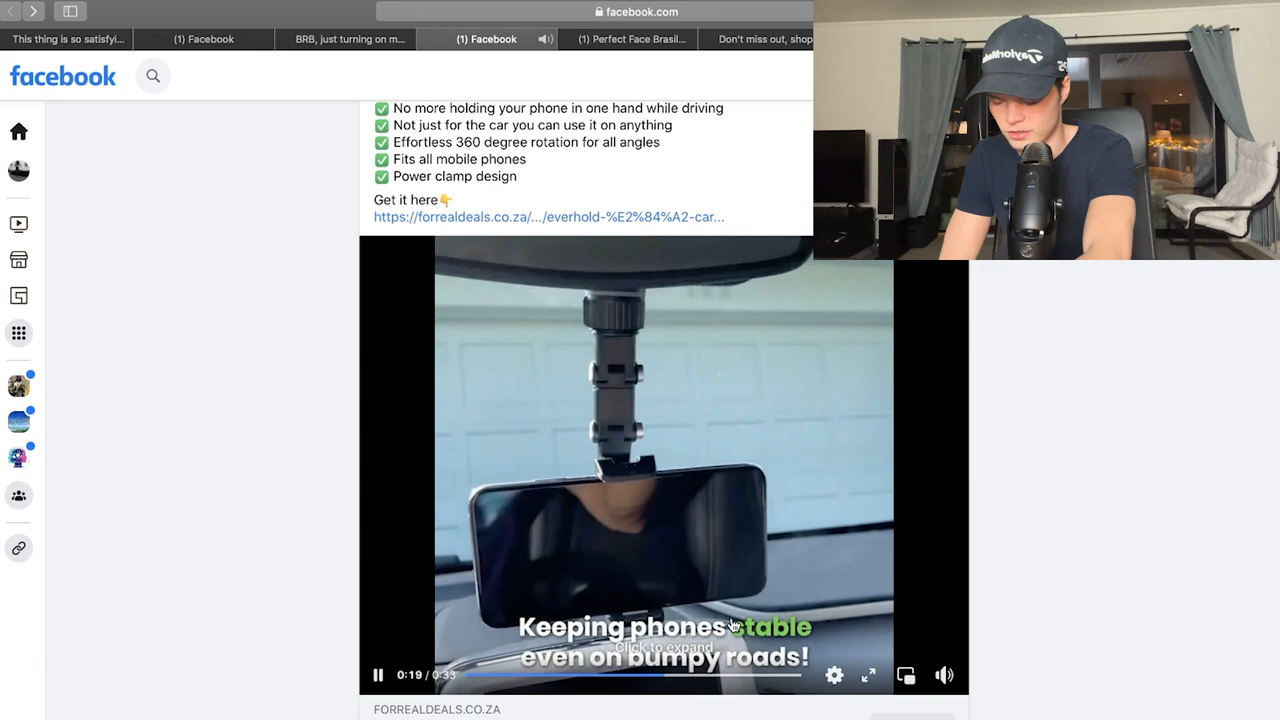 facebook.com
This thing is so satisfyi...
(1) Facebook
BRB, just turning on m...
(1) Facebook
(1) Perfect Face Brasil...
Don't miss out, shop
facebook
✅ No more holding your phone in one hand while driving
✅ Not just for the car you can use it on anything
✅ Effortless 360 degree rotation for all angles
✅ Fits all mobile phones
✅ Power clamp design
Get it here👇
https://forrealdeals.co.za/.../everhold-%E2%84%A2-car...
TaylorMade
Keeping phones stable
Click to expand
even on bumpy roads!
0:19 / 0:33
FORREALDEALS.CO.ZA